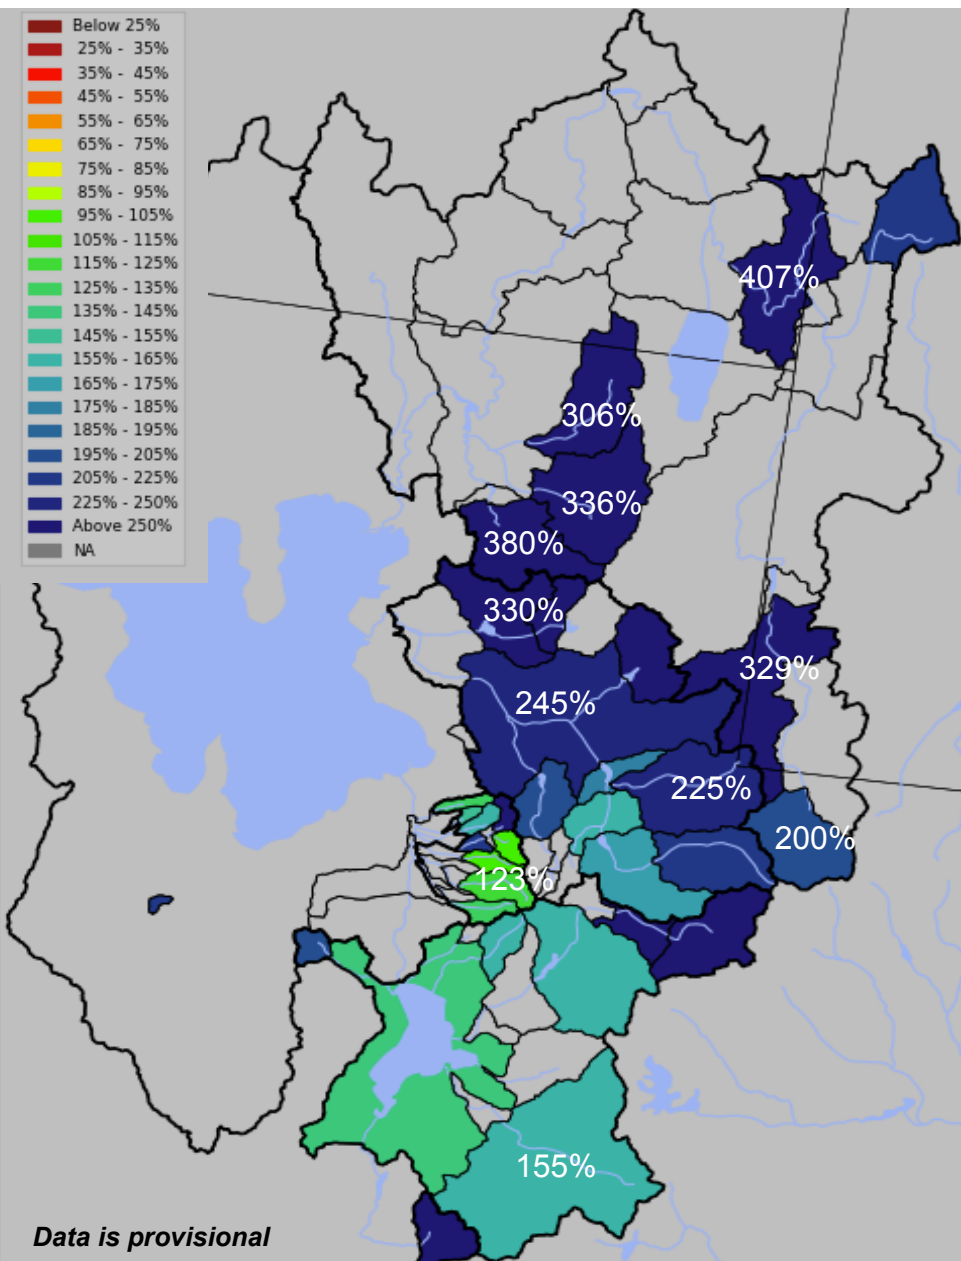 Below 25%
25% - 35%
35% - 45%
45% - 55%
55% - 65%
65% - 75%
75% - 85%
85% - 95%
95% - 105%
105% - 115%
115% - 125%
125% - 135%
135% - 145%
145% - 155%
155% - 165%
165% - 175%
175% - 185%
185% - 195%
195% - 205%
205% - 225%
225% - 250%
Above 250%
NA
407%
306%
336%
380%
330%
329%
245%
225%
200%
123%
155%
Data is provisional